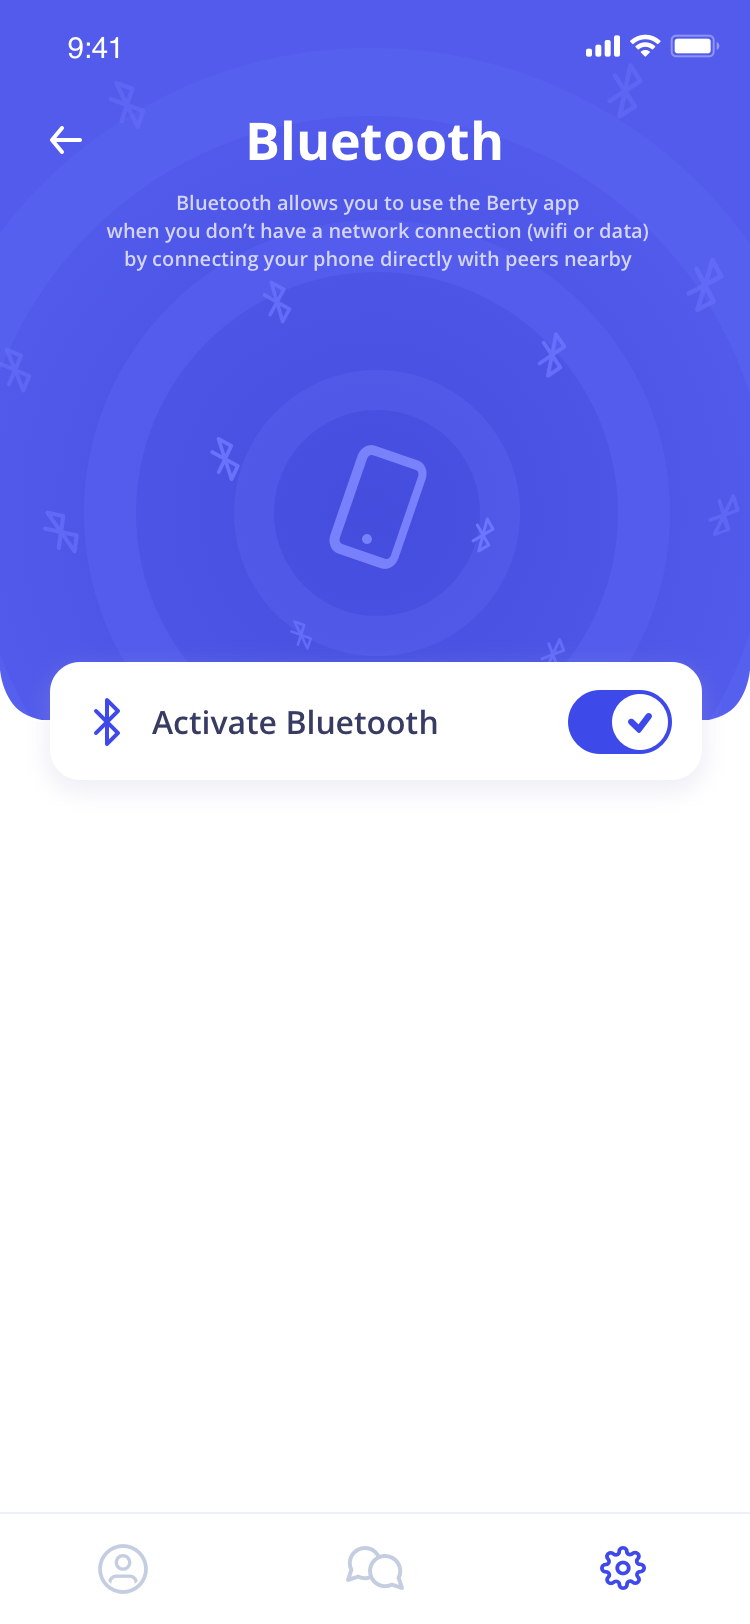 9:41
Bluetooth
Bluetooth allows you to use the Berty app
when you don’t have a network connection (wifi or data)
by connecting your phone directly with peers nearby
Activate Bluetooth